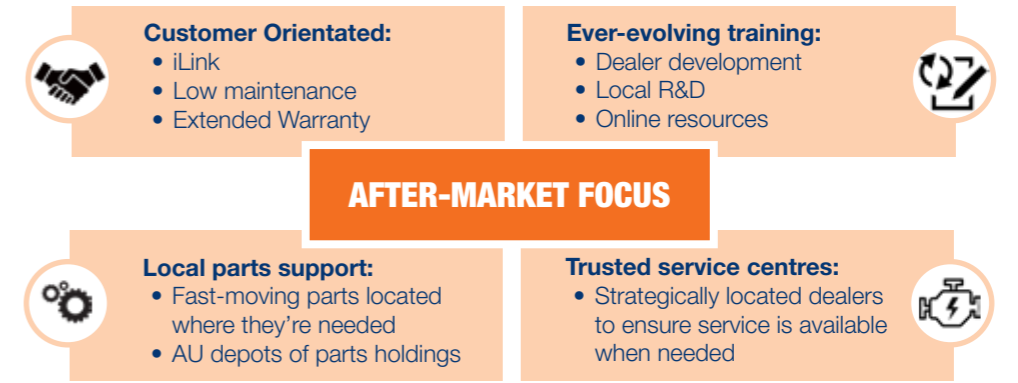 Customer Orientated:
• iLink
• Low maintenance
• Extended Warranty
Ever-evolving training:
• Dealer development
• Local R&D
• Online resources
AFTER-MARKET FOCUS
Local parts support:
• Fast-moving parts located
where they’re needed
• AU depots of parts holdings
Trusted service centres:
• Strategically located dealers
to ensure service is available
when needed